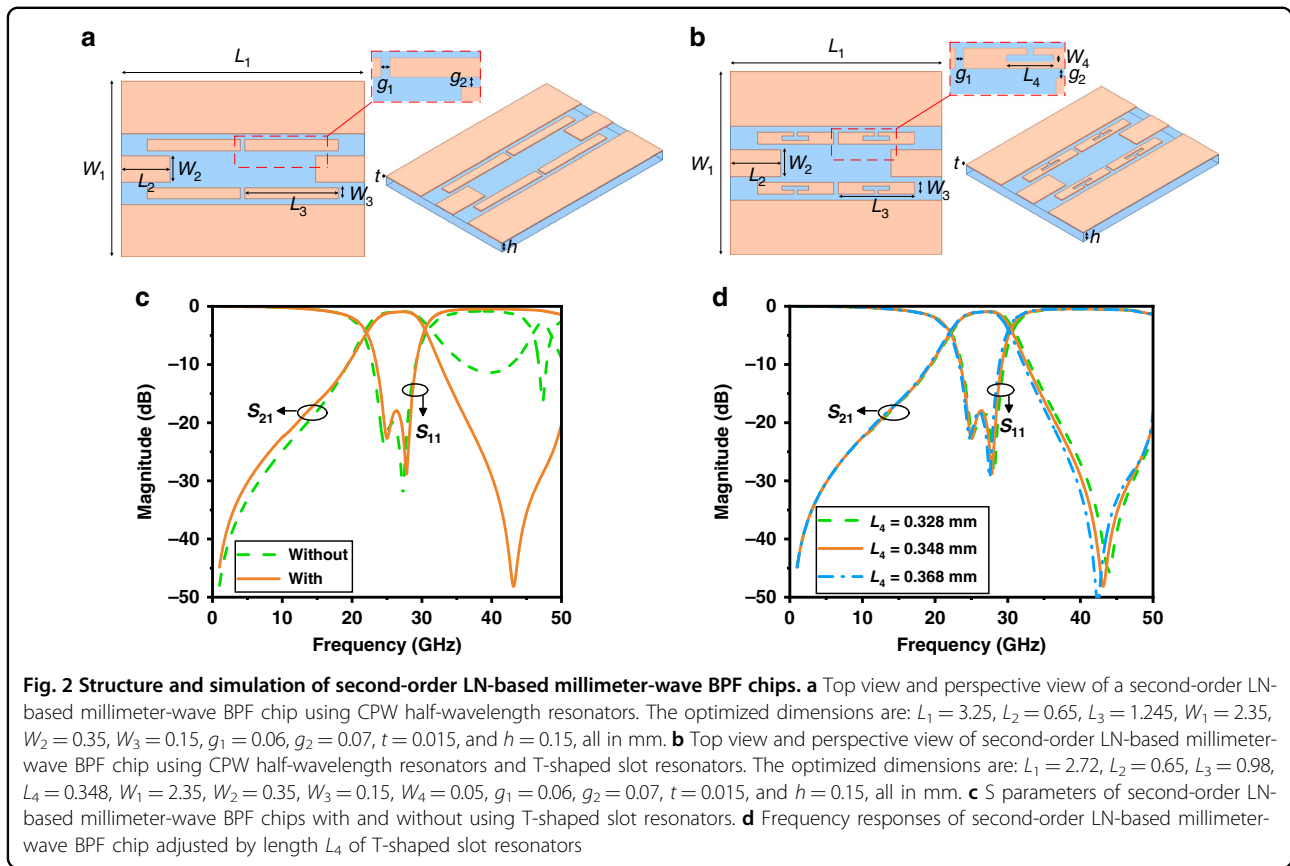 a
L1
g1
g2
W1
L2
W2
L3
W3
t
h
b
L1
g1
L4
W4
g2
W1
L2
W2
L3
W3
t
h
c
0
–10
–20
–30
–40
–50
Magnitude (dB)
S21
S11
Without
With
0 10 20 30 40 50
Frequency (GHz)
d
0
–10
–20
–30
–40
–50
Magnitude (dB)
S21
S11
L4 = 0.328 mm
L4 = 0.348 mm
L4 = 0.368 mm
0 10 20 30 40 50
Frequency (GHz)
Fig. 2 Structure and simulation of second-order LN-based millimeter-wave BPF chips. a Top view and perspective view of a second-order LN-
based millimeter-wave BPF chip using CPW half-wavelength resonators. The optimized dimensions are: L1 = 3.25, L2 = 0.65, L3 = 1.245, W1 = 2.35,
W2 = 0.35, W3 = 0.15, g1 = 0.06, g2 = 0.07, t = 0.015, and h = 0.15, all in mm. b Top view and perspective view of second-order LN-based millimeter-
wave BPF chip using CPW half-wavelength resonators and T-shaped slot resonators. The optimized dimensions are: L1 = 2.72, L2 = 0.65, L3 = 0.98,
L4 = 0.348, W1 = 2.35, W2 = 0.35, W3 = 0.15, W4 = 0.05, g1 = 0.06, g2 = 0.07, t = 0.015, and h = 0.15, all in mm. c S parameters of second-order LN-
based millimeter-wave BPF chips with and without using T-shaped slot resonators. d Frequency responses of second-order LN-based millimeter-
wave BPF chip adjusted by length L4 of T-shaped slot resonators